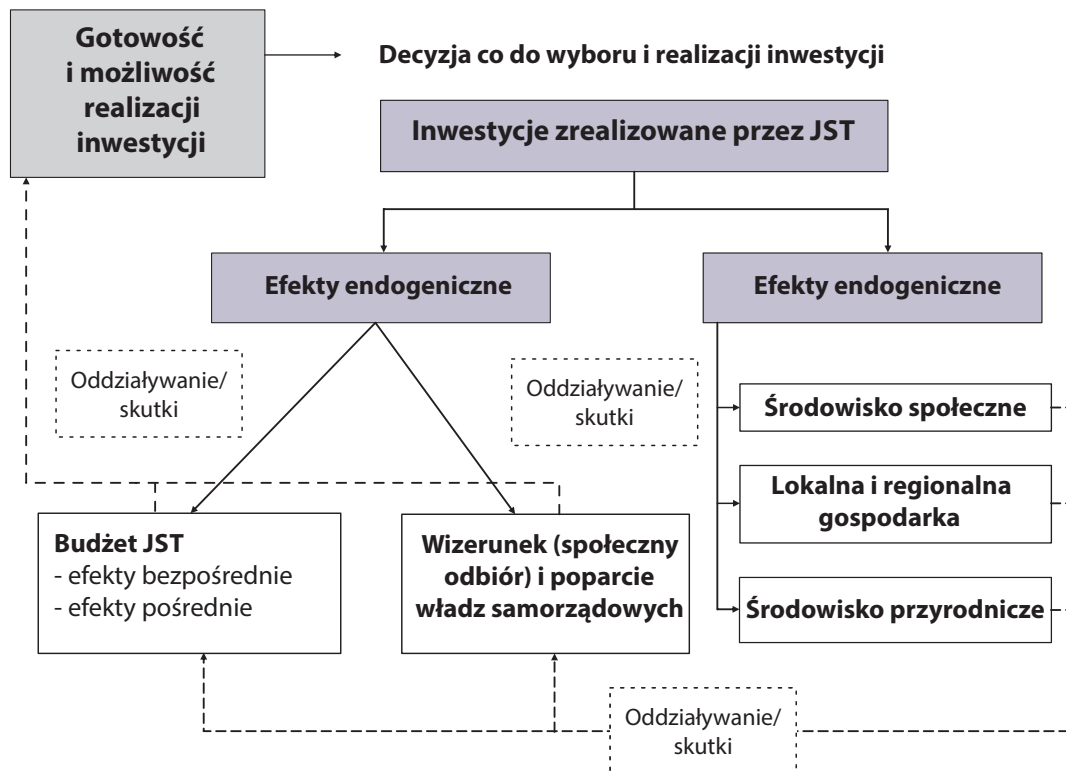 Gotowość
i możliwość
realizacji
inwestycji
Decyzja co do wyboru i realizacji inwestycji
Inwestycje zrealizowane przez JST
Efekty endogeniczne
Efekty endogeniczne
Oddziaływanie/
skutki
Oddziaływanie/
skutki
Środowisko społeczne
Lokalna i regionalna
gospodarka
Środowisko przyrodnicze
Budżet JST
- efekty bezpośrednie
- efekty pośrednie
Wizerunek (społeczny
odbiór) i poparcie
władz samorządowych
Oddziaływanie/
skutki